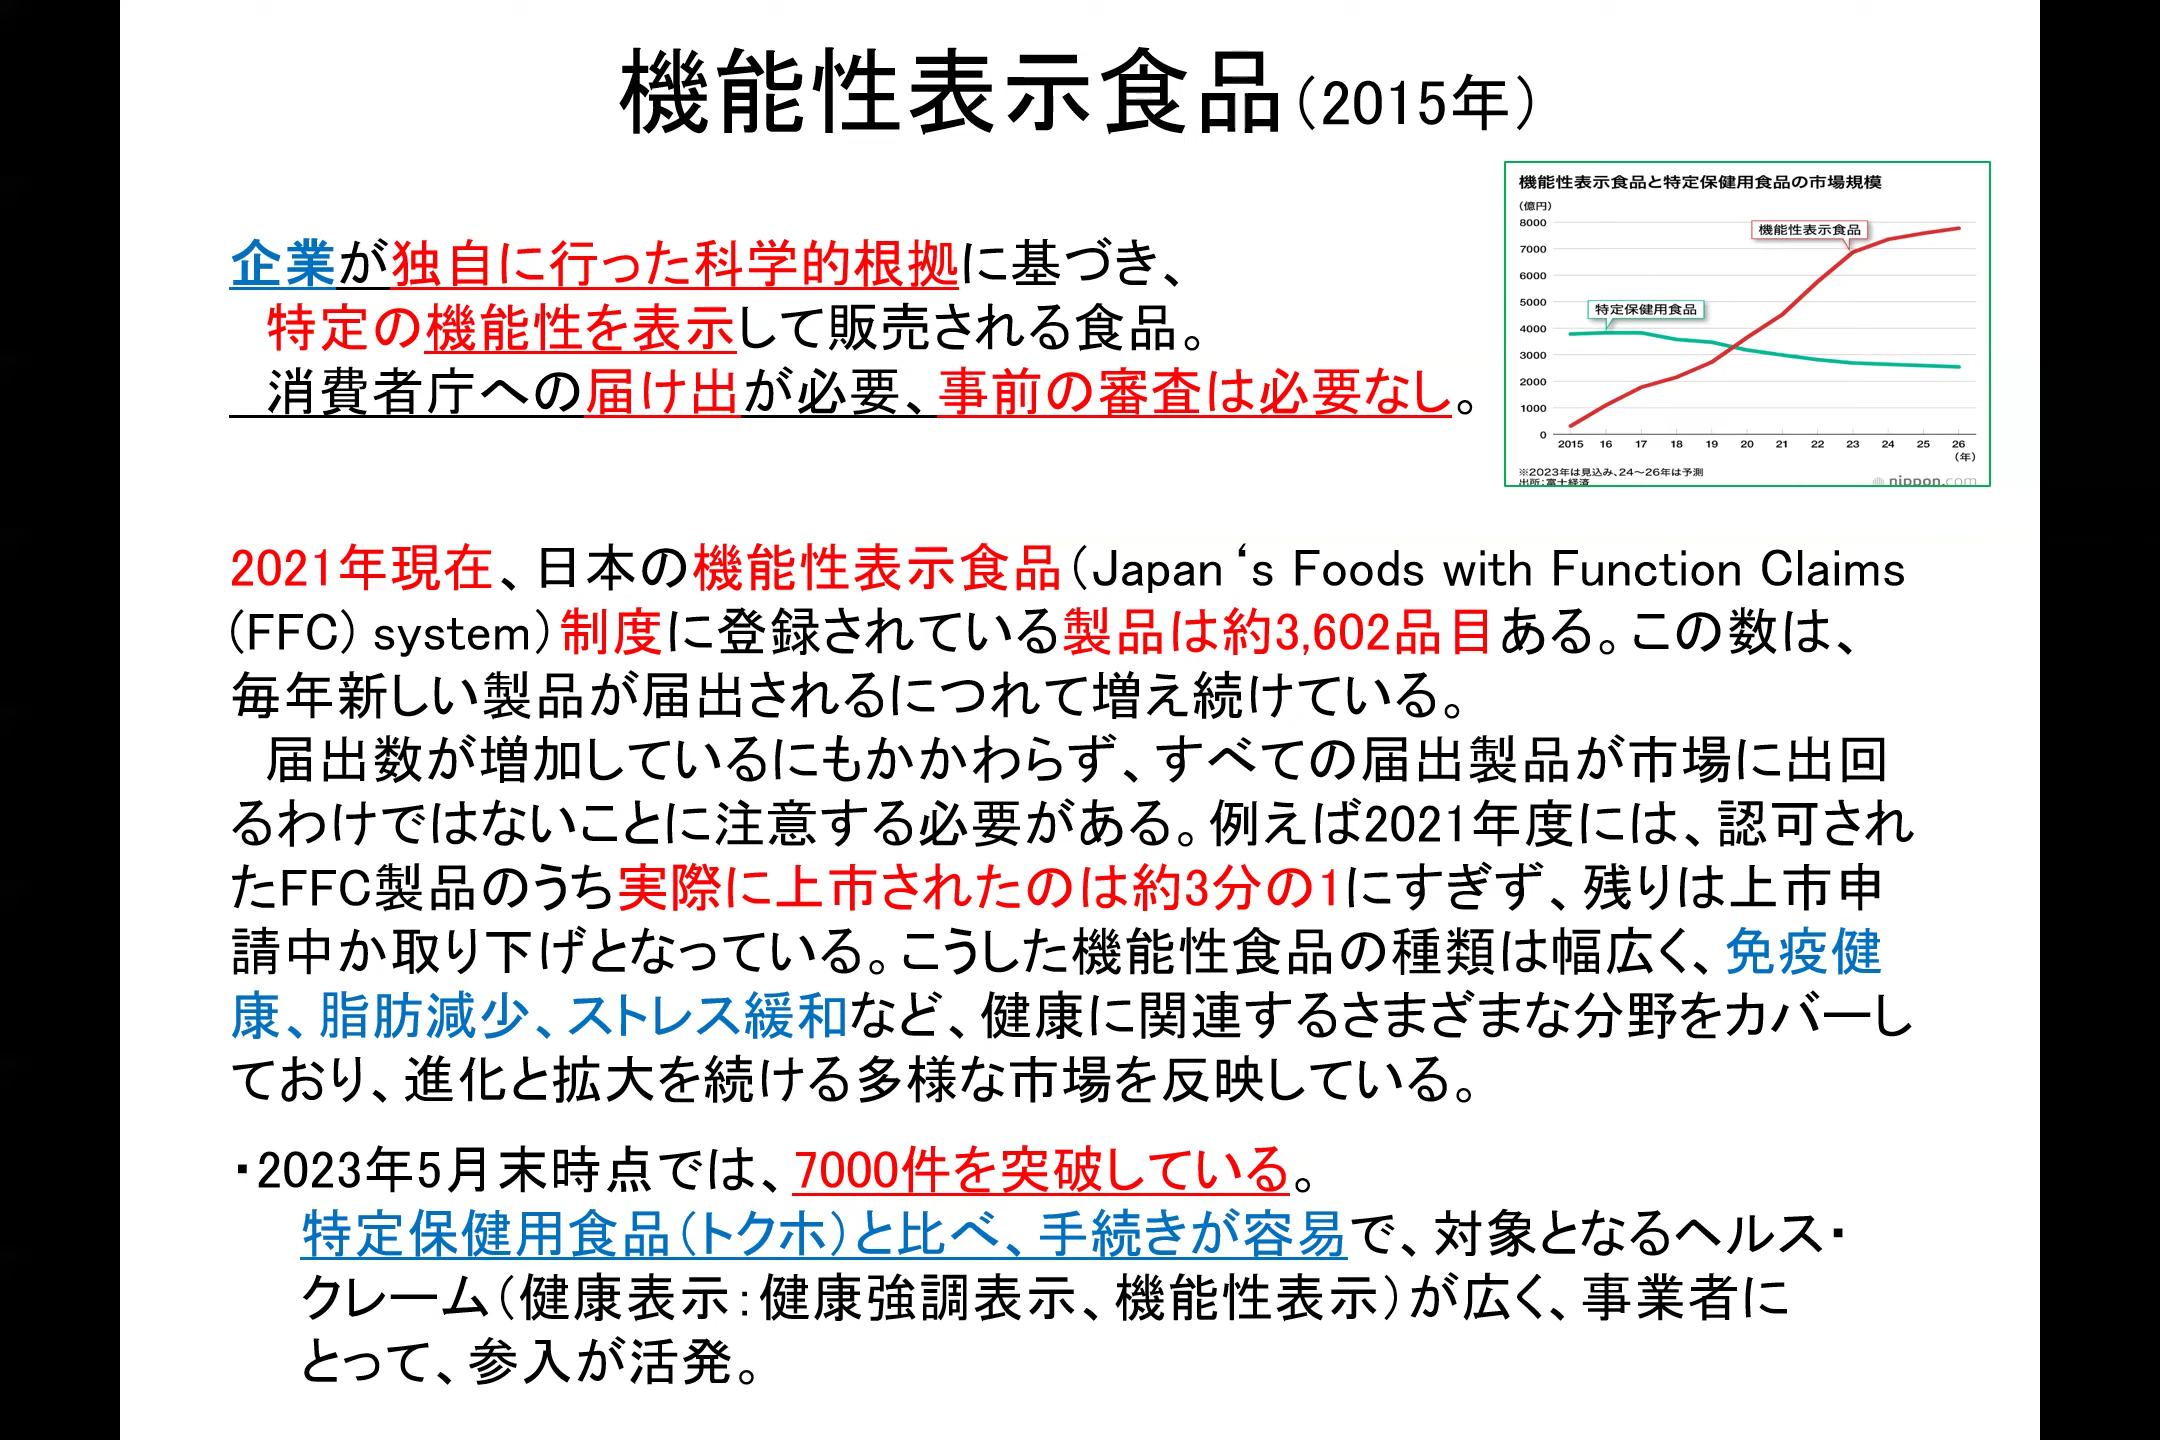 機能性表示食品（2015年）
機能性表示食品と特定保健用食品の市場規模
（億円）
8000
7000
6000
5000
4000
3000
2000
1000
0
機能性表示食品
特定保健用食品
2015 16 17 18 19 20 21 22 23 24 25 26
（年）
※2023年は見込み、24～26年は予測
出所：富士経済
nippon.com
企業が独自に行った科学的根拠に基づき、
特定の機能性を表示して販売される食品。
消費者庁への届け出が必要、事前の審査は必要なし。
2021年現在、日本の機能性表示食品（Japan‘s Foods with Function Claims
(FFC) system）制度に登録されている製品は約3,602品目ある。この数は、
毎年新しい製品が届出されるにつれて増え続けている。
届出数が増加しているにもかかわらず、すべての届出製品が市場に出回
るわけではないことに注意する必要がある。例えば2021年度には、認可され
たFFC製品のうち実際に上市されたのは約3分の1にすぎず、残りは上市申
請中か取り下げとなっている。こうした機能性食品の種類は幅広く、免疫健
康、脂肪減少、ストレス緩和など、健康に関連するさまざまな分野をカバーし
ており、進化と拡大を続ける多様な市場を反映している。
・2023年5月末時点では、7000件を突破している。
特定保健用食品（トクホ）と比べ、手続きが容易で、対象となるヘルス・
クレーム（健康表示：健康強調表示、機能性表示）が広く、事業者に
とって、参入が活発。